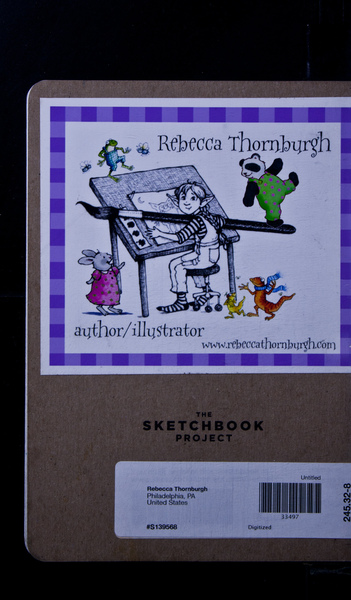 Rebecca Thornburgh
author/illustrator
www.rebeccathornburgh.com
THE
SKETCHBOOK
PROJECT
Untitled
Rebecca Thornburgh
Philadelphia, PA
United States
33497
#S139568
Digitized
245.32-8